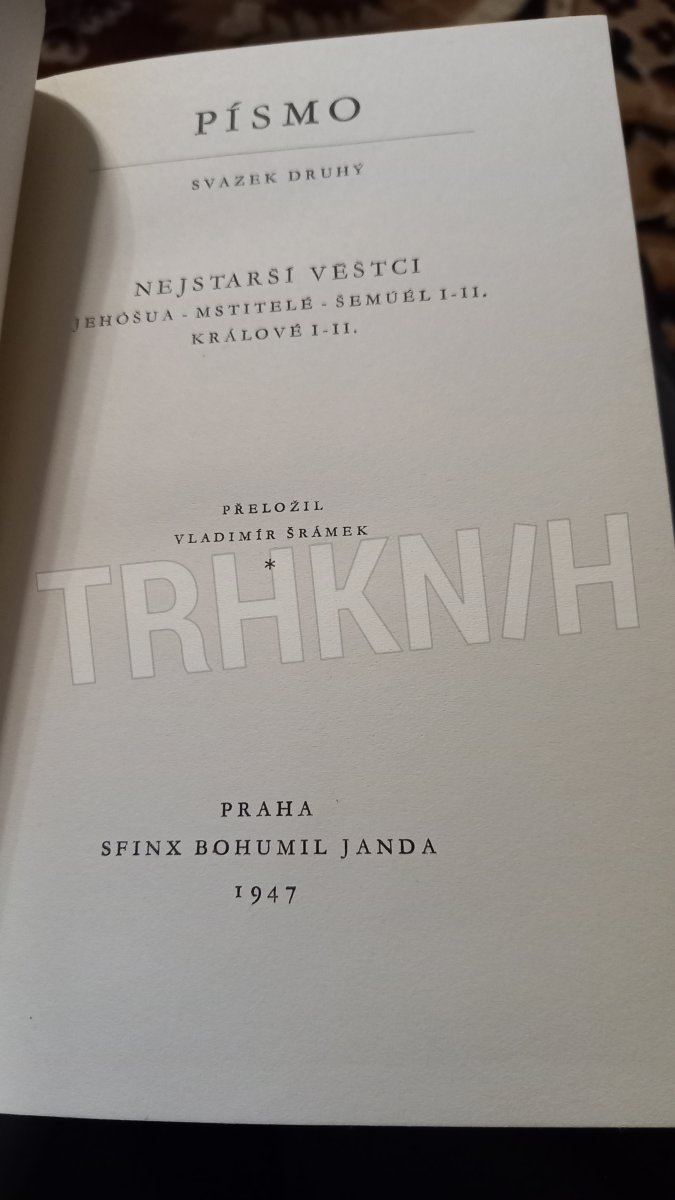 PÍSMO
SVAZEK DRUHÝ
NEJSTARŠÍ VĚŠTCI
JEHÓŠUA - MSTITELÉ - ŠEMÚÉL I-II.
KRÁLOVÉ I-II.
PŘELOŽIL
VLADIMÍR ŠRÁMEK
*
TRHKNIH
PRAHA
SFINX BOHUMIL JANDA
1947